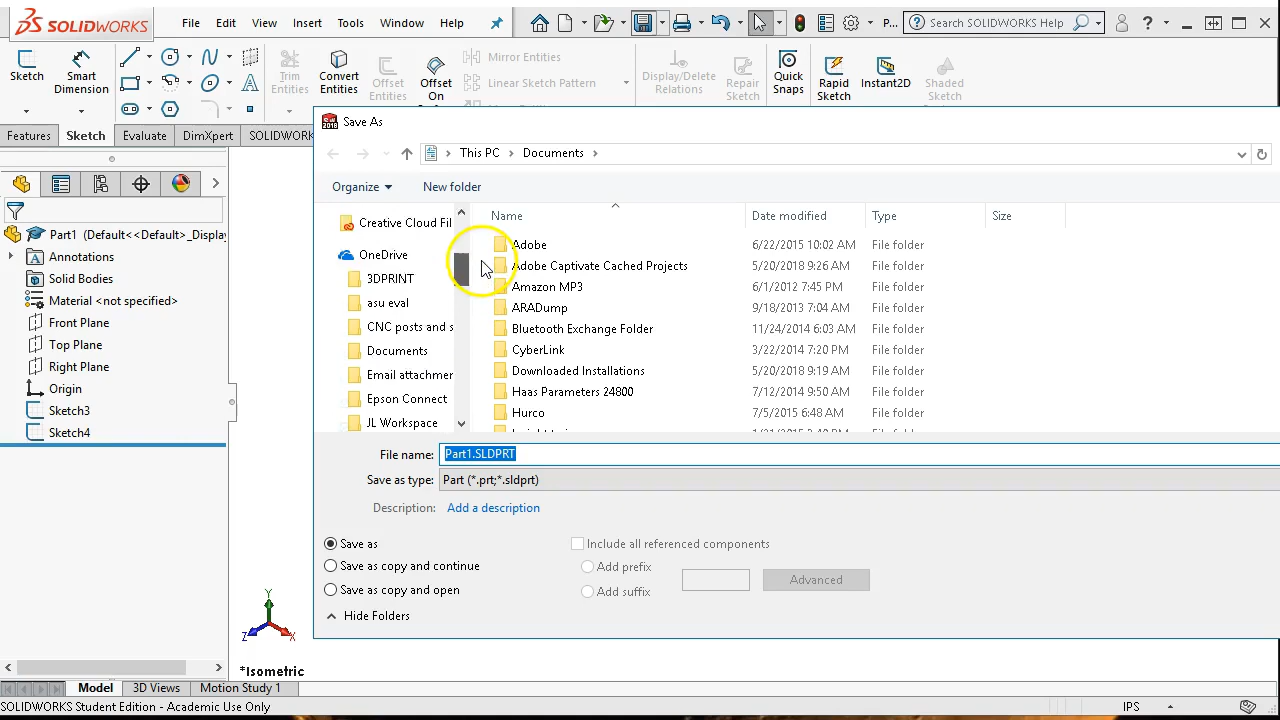 SOLIDWORKS File Edit View Insert Tools Window Help P... Search SOLIDWORKS Help
Sketch Smart Dimension Trim Entities Convert Entities Offset Entities Offset On Mirror Entities Linear Sketch Pattern Display/Delete Relations Repair Sketch Quick Snaps Rapid Sketch Instant2D Shaded Sketch
Features Sketch Evaluate DimXpert SOLIDWORK
2018 Save As
This PC Documents
Organize New folder
Name Date modified Type Size
Creative Cloud Fil
OneDrive
3DPRINT
asu eval
CNC posts and s
Documents
Email attachmer
Epson Connect
JL Workspace
Adobe 6/22/2015 10:02 AM File folder
Adobe Captivate Cached Projects 5/20/2018 9:26 AM File folder
Amazon MP3 6/1/2012 7:45 PM File folder
ARADump 9/18/2013 7:04 AM File folder
Bluetooth Exchange Folder 11/24/2014 6:03 AM File folder
CyberLink 3/22/2014 7:20 PM File folder
Downloaded Installations 5/20/2018 9:19 AM File folder
Haas Parameters 24800 7/12/2014 9:50 AM File folder
Hurco 7/5/2015 6:48 AM File folder
Part1 (Default<<Default>_Display
Annotations
Solid Bodies
Material <not specified>
Front Plane
Top Plane
Right Plane
Origin
Sketch3
Sketch4
File name: Part1.SLDPRT
Save as type: Part (*.prt;*.sldprt)
Description: Add a description
Save as
Save as copy and continue
Save as copy and open
Include all referenced components
Add prefix
Add suffix
Advanced
Hide Folders
Y
Z X
*Isometric
Model 3D Views Motion Study 1
SOLIDWORKS Student Edition - Academic Use Only IPS